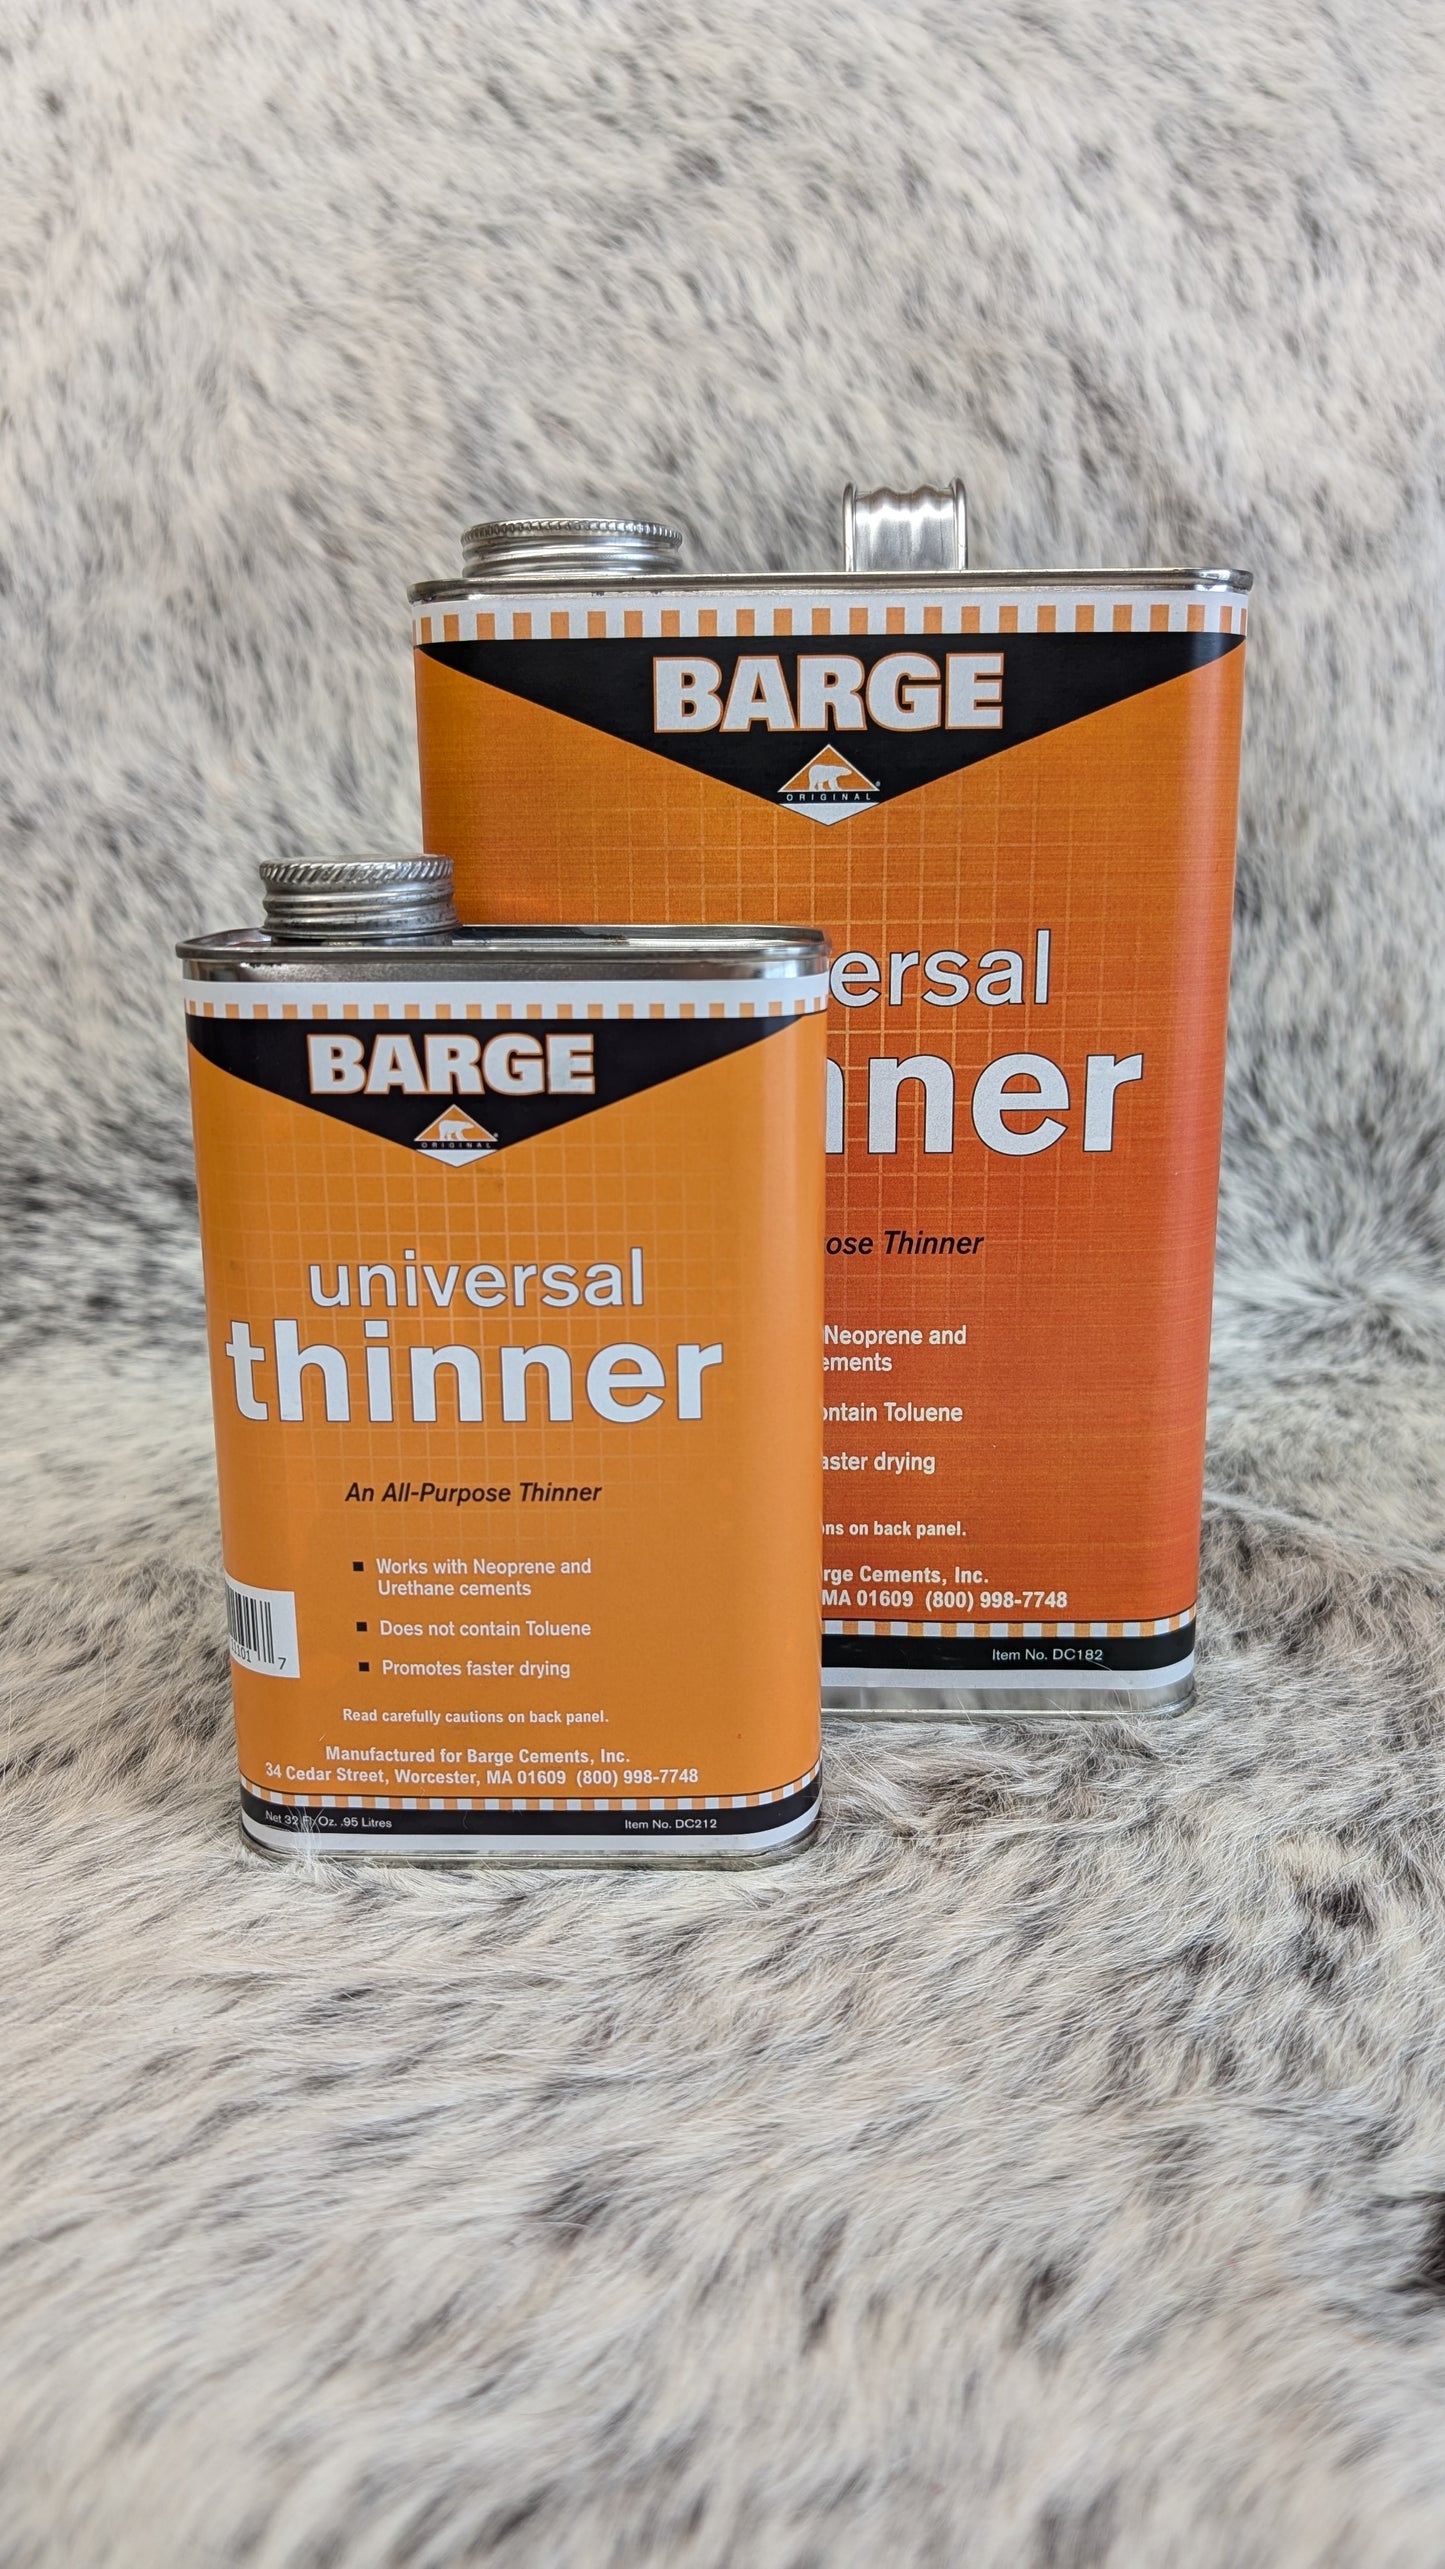 BARGE
ORIGINAL
universal
thinner
An All-Purpose Thinner
Works with Neoprene and
Urethane cements
Does not contain Toluene
Promotes faster drying
Read carefully cautions on back panel.
Manufactured for Barge Cements, Inc.
34 Cedar Street, Worcester, MA 01609 (800) 998-7748
Net 32 Fl. Oz. .95 Litres Item No. DC212
7
BARGE
ORIGINAL
ersal
nner
ose Thinner
Neoprene and
ements
ontain Toluene
aster drying
ons on back panel.
rge Cements, Inc.
MA 01609 (800) 998-7748
Item No. DC182